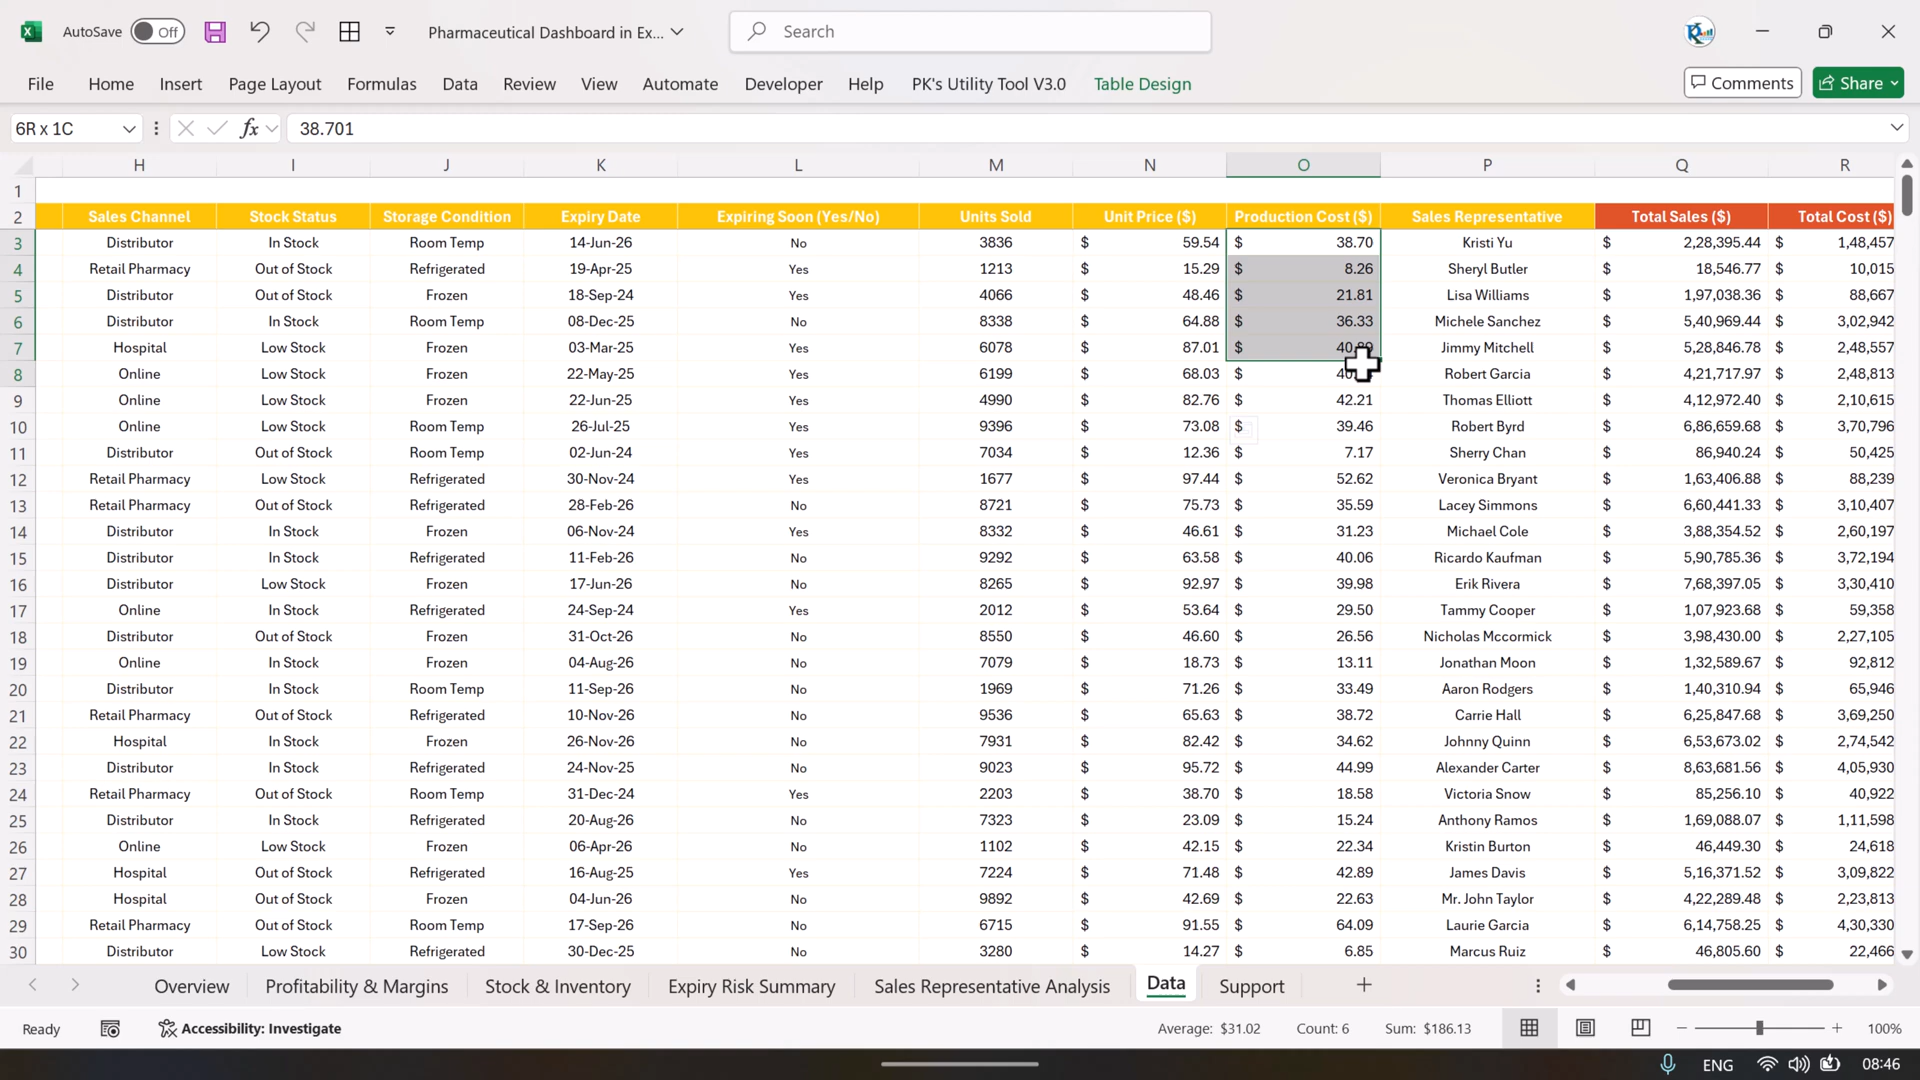 AutoSave Off Pharmaceutical Dashboard in Ex... Search
File Home Insert Page Layout Formulas Data Review View Automate Developer Help PK's Utility Tool V3.0 Table Design Comments Share
6R x 1C fx 38.701
H I J K L M N O P Q R
1
2 Sales Channel Stock Status Storage Condition Expiry Date Expiring Soon (Yes/No) Units Sold Unit Price ($) Production Cost ($) Sales Representative Total Sales ($) Total Cost ($)
3 Distributor In Stock Room Temp 14-Jun-26 No 3836 $ 59.54 $ 38.70 Kristi Yu $ 2,28,395.44 $ 1,48,457
4 Retail Pharmacy Out of Stock Refrigerated 19-Apr-25 Yes 1213 $ 15.29 $ 8.26 Sheryl Butler $ 18,546.77 $ 10,015
5 Distributor Out of Stock Frozen 18-Sep-24 Yes 4066 $ 48.46 $ 21.81 Lisa Williams $ 1,97,038.36 $ 88,667
6 Distributor In Stock Room Temp 08-Dec-25 No 8338 $ 64.88 $ 36.33 Michele Sanchez $ 5,40,969.44 $ 3,02,942
7 Hospital Low Stock Frozen 03-Mar-25 Yes 6078 $ 87.01 $ Jimmy Mitchell $ 5,28,846.78 $ 2,48,557
8 Online Low Stock Frozen 22-May-25 Yes 6199 $ 68.03 $ Robert Garcia $ 4,21,717.97 $ 2,48,813
9 Online Low Stock Frozen 22-Jun-25 Yes 4990 $ 82.76 $ 42.21 Thomas Elliott $ 4,12,972.40 $ 2,10,615
10 Online Low Stock Room Temp 26-Jul-25 Yes 9396 $ 73.08 $ 39.46 Robert Byrd $ 6,86,659.68 $ 3,70,796
11 Distributor Out of Stock Room Temp 02-Jun-24 Yes 7034 $ 12.36 $ 7.17 Sherry Chan $ 86,940.24 $ 50,425
12 Retail Pharmacy Low Stock Refrigerated 30-Nov-24 Yes 1677 $ 97.44 $ 52.62 Veronica Bryant $ 1,63,406.88 $ 88,239
13 Retail Pharmacy Out of Stock Refrigerated 28-Feb-26 No 8721 $ 75.73 $ 35.59 Lacey Simmons $ 6,60,441.33 $ 3,10,407
14 Distributor In Stock Frozen 06-Nov-24 Yes 8332 $ 46.61 $ 31.23 Michael Cole $ 3,88,354.52 $ 2,60,197
15 Distributor In Stock Refrigerated 11-Feb-26 No 9292 $ 63.58 $ 40.06 Ricardo Kaufman $ 5,90,785.36 $ 3,72,194
16 Distributor Low Stock Frozen 17-Jun-26 No 8265 $ 92.97 $ 39.98 Erik Rivera $ 7,68,397.05 $ 3,30,410
17 Online In Stock Refrigerated 24-Sep-24 Yes 2012 $ 53.64 $ 29.50 Tammy Cooper $ 1,07,923.68 $ 59,358
18 Distributor Out of Stock Frozen 31-Oct-26 No 8550 $ 46.60 $ 26.56 Nicholas Mccormick $ 3,98,430.00 $ 2,27,105
19 Online In Stock Frozen 04-Aug-26 No 7079 $ 18.73 $ 13.11 Jonathan Moon $ 1,32,589.67 $ 92,812
20 Distributor In Stock Room Temp 11-Sep-26 No 1969 $ 71.26 $ 33.49 Aaron Rodgers $ 1,40,310.94 $ 65,946
21 Retail Pharmacy Out of Stock Refrigerated 10-Nov-26 No 9536 $ 65.63 $ 38.72 Carrie Hall $ 6,25,847.68 $ 3,69,250
22 Hospital In Stock Frozen 26-Nov-26 No 7931 $ 82.42 $ 34.62 Johnny Quinn $ 6,53,673.02 $ 2,74,542
23 Distributor In Stock Refrigerated 24-Nov-25 No 9023 $ 95.72 $ 44.99 Alexander Carter $ 8,63,681.56 $ 4,05,930
24 Retail Pharmacy Out of Stock Room Temp 31-Dec-24 Yes 2203 $ 38.70 $ 18.58 Victoria Snow $ 85,256.10 $ 40,922
25 Distributor In Stock Refrigerated 20-Aug-26 No 7323 $ 23.09 $ 15.24 Anthony Ramos $ 1,69,088.07 $ 1,11,598
26 Online Low Stock Frozen 06-Apr-26 No 1102 $ 42.15 $ 22.34 Kristin Burton $ 46,449.30 $ 24,618
27 Hospital Out of Stock Refrigerated 16-Aug-25 Yes 7224 $ 71.48 $ 42.89 James Davis $ 5,16,371.52 $ 3,09,822
28 Hospital Out of Stock Frozen 04-Jun-26 No 9892 $ 42.69 $ 22.63 Mr. John Taylor $ 4,22,289.48 $ 2,23,813
29 Retail Pharmacy Out of Stock Room Temp 17-Sep-26 No 6715 $ 91.55 $ 64.09 Laurie Garcia $ 6,14,758.25 $ 4,30,330
30 Distributor Low Stock Refrigerated 30-Dec-25 No 3280 $ 14.27 $ 6.85 Marcus Ruiz $ 46,805.60 $ 22,466
Overview Profitability & Margins Stock & Inventory Expiry Risk Summary Sales Representative Analysis Data Support
Ready Accessibility: Investigate Average: $31.02 Count: 6 Sum: $186.13 100%
ENG 08:46